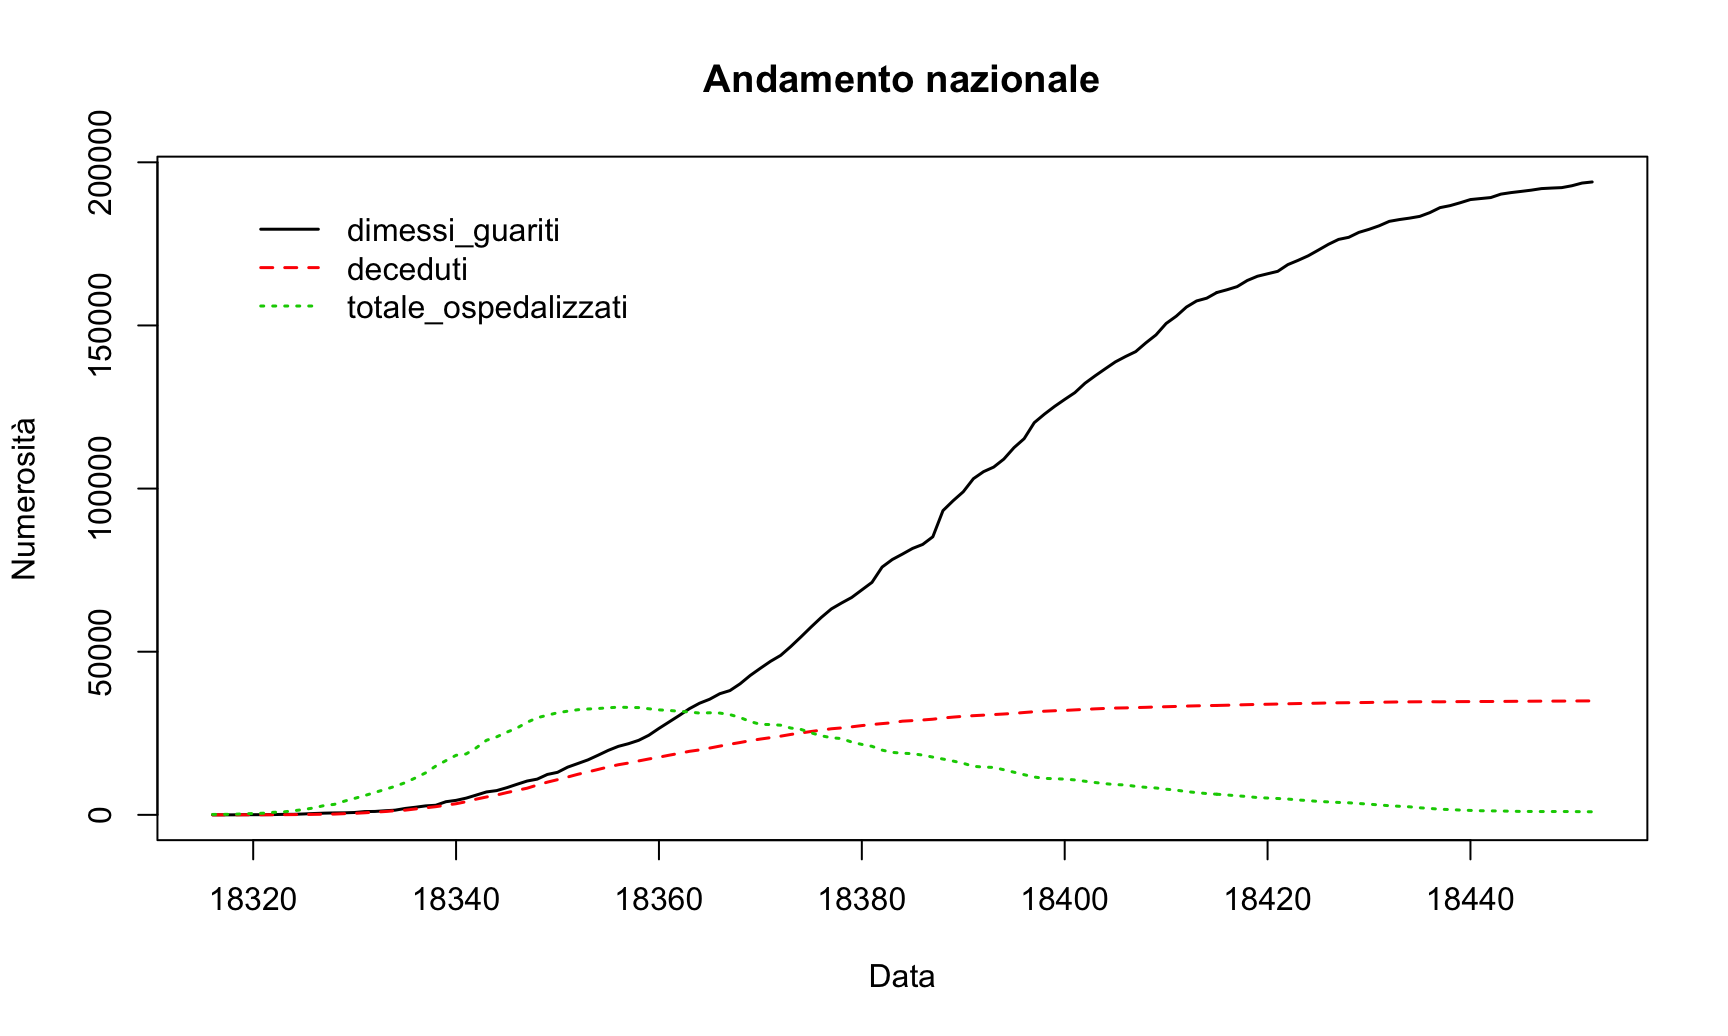 Andamento nazionale
200000
150000
100000
50000
0
Numerosità
dimessi_guariti
deceduti
totale_ospedalizzati
18320 18340 18360 18380 18400 18420 18440
Data